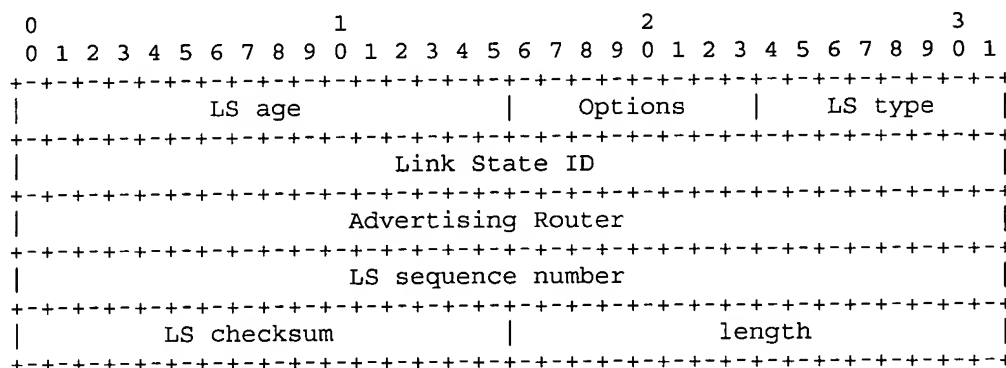 0                   1                   2                   3
0 1 2 3 4 5 6 7 8 9 0 1 2 3 4 5 6 7 8 9 0 1 2 3 4 5 6 7 8 9 0 1
+-+-+-+-+-+-+-+-+-+-+-+-+-+-+-+-+-+-+-+-+-+-+-+-+-+-+-+-+-+-+-+-+
| LS age | Options | LS type |
+-+-+-+-+-+-+-+-+-+-+-+-+-+-+-+-+-+-+-+-+-+-+-+-+-+-+-+-+-+-+-+-+
| Link State ID |
+-+-+-+-+-+-+-+-+-+-+-+-+-+-+-+-+-+-+-+-+-+-+-+-+-+-+-+-+-+-+-+-+
| Advertising Router |
+-+-+-+-+-+-+-+-+-+-+-+-+-+-+-+-+-+-+-+-+-+-+-+-+-+-+-+-+-+-+-+-+
| LS sequence number |
+-+-+-+-+-+-+-+-+-+-+-+-+-+-+-+-+-+-+-+-+-+-+-+-+-+-+-+-+-+-+-+-+
| LS checksum | length |
+-+-+-+-+-+-+-+-+-+-+-+-+-+-+-+-+-+-+-+-+-+-+-+-+-+-+-+-+-+-+-+-+